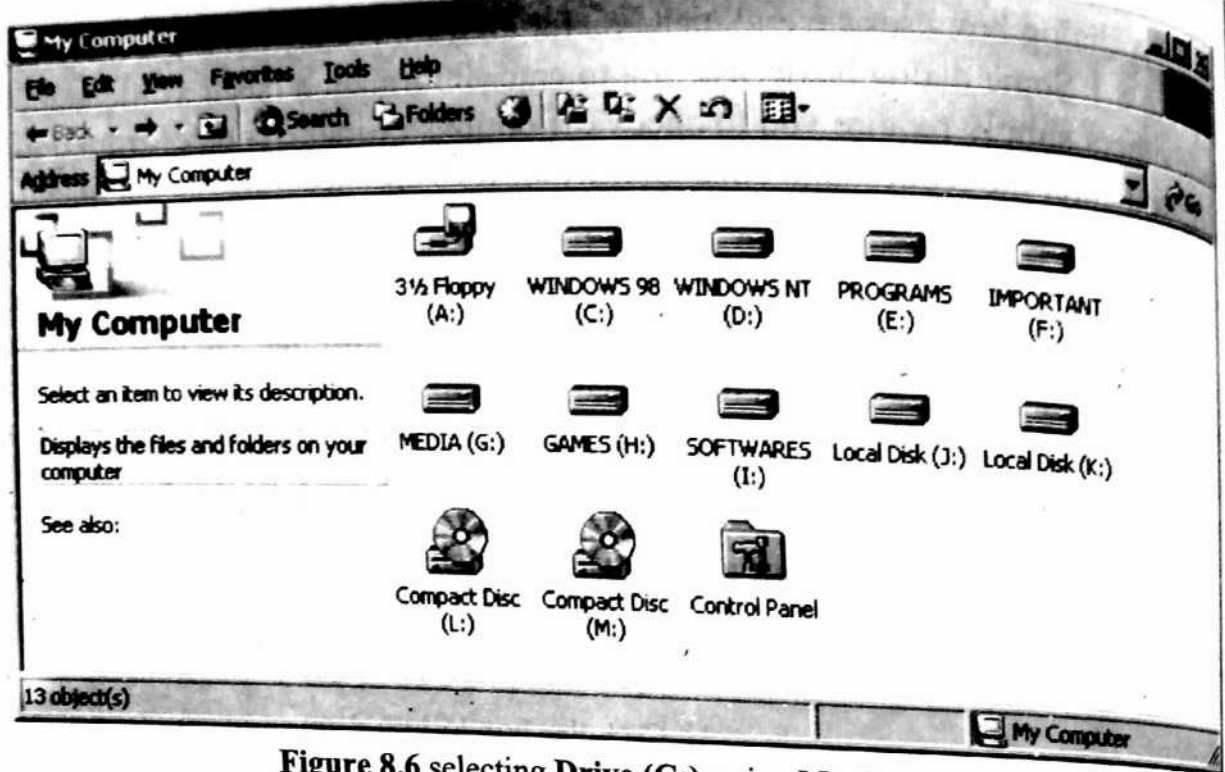 My Computer
File Edit View Favorites Tools Help
Back Search Folders
Address My Computer Go
3½ Floppy (A:)
WINDOWS 98 (C:)
WINDOWS NT (D:)
PROGRAMS (E:)
IMPORTANT (F:)
My Computer
Select an item to view its description.
Displays the files and folders on your
computer
See also:
MEDIA (G:)
GAMES (H:)
SOFTWARES (I:)
Local Disk (J:)
Local Disk (K:)
Compact Disc (L:)
Compact Disc (M:)
Control Panel
13 object(s)
My Computer
Figure 8.6 selecting Drive (C:)